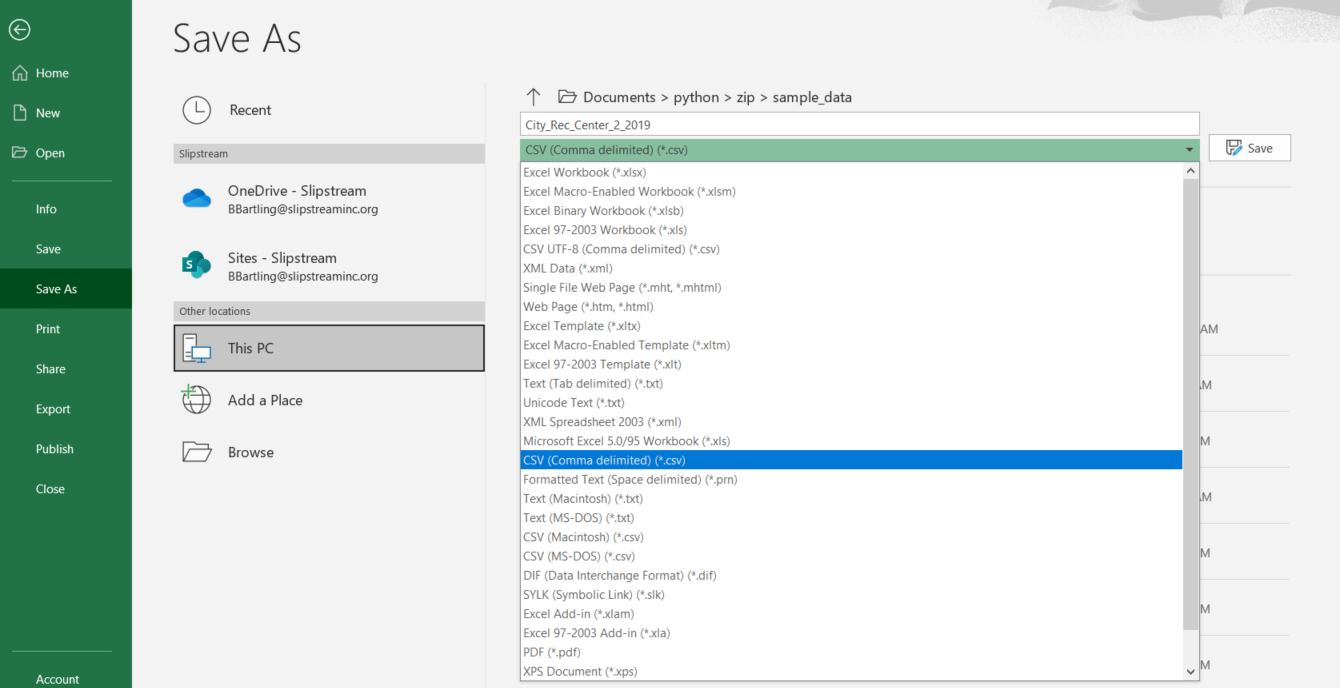 Save As
Home
New
Open
Info
Save
Save As
Print
Share
Export
Publish
Close
Account
Recent
Slipstream
OneDrive - Slipstream
BBartling@slipstreaminc.org
Sites - Slipstream
BBartling@slipstreaminc.org
Other locations
This PC
Add a Place
Browse
Documents > python > zip > sample_data
City_Rec_Center_2_2019
CSV (Comma delimited) (*.csv)
Save
Excel Workbook (*.xlsx)
Excel Macro-Enabled Workbook (*.xlsm)
Excel Binary Workbook (*.xlsb)
Excel 97-2003 Workbook (*.xls)
CSV UTF-8 (Comma delimited) (*.csv)
XML Data (*.xml)
Single File Web Page (*.mht, *.mhtml)
Web Page (*.htm, *.html)
Excel Template (*.xltx)
Excel Macro-Enabled Template (*.xltm)
Excel 97-2003 Template (*.xlt)
Text (Tab delimited) (*.txt)
Unicode Text (*.txt)
XML Spreadsheet 2003 (*.xml)
Microsoft Excel 5.0/95 Workbook (*.xls)
CSV (Comma delimited) (*.csv)
Formatted Text (Space delimited) (*.prn)
Text (Macintosh) (*.txt)
Text (MS-DOS) (*.txt)
CSV (Macintosh) (*.csv)
CSV (MS-DOS) (*.csv)
DIF (Data Interchange Format) (*.dif)
SYLK (Symbolic Link) (*.slk)
Excel Add-in (*.xlam)
Excel 97-2003 Add-in (*.xla)
PDF (*.pdf)
XPS Document (*.xps)
AM